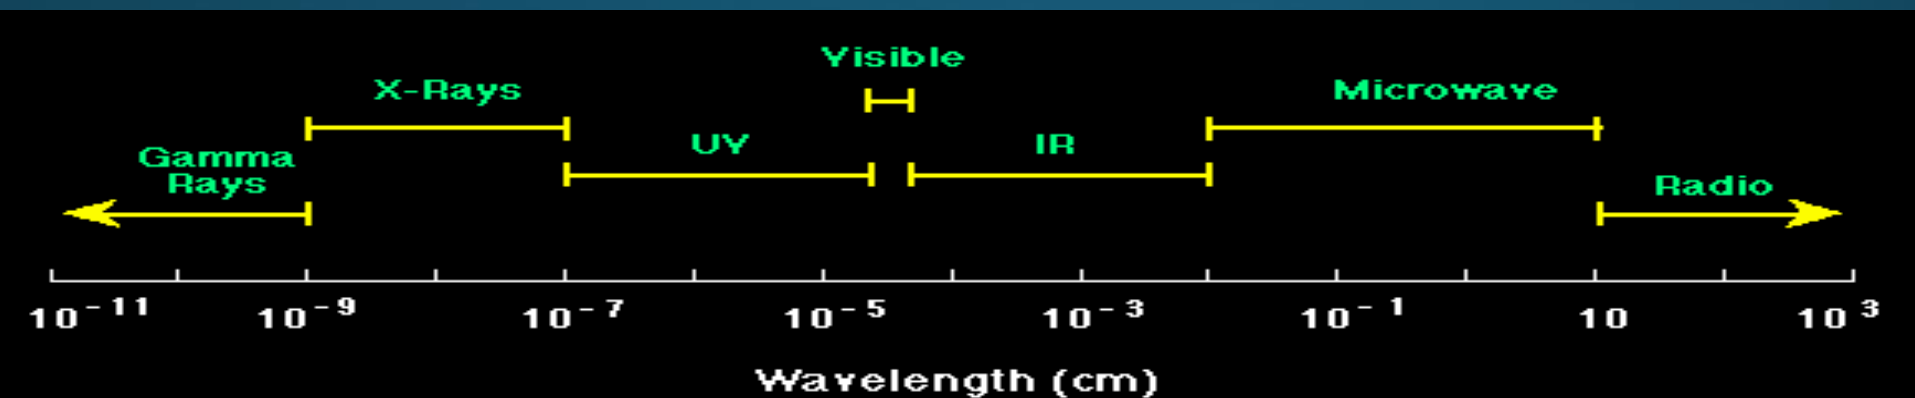 Visible
X-Rays
Microwave
UV
IR
Gamma
Rays
Radio
10⁻¹¹ 10⁻⁹ 10⁻⁷ 10⁻⁵ 10⁻³ 10⁻¹ 10 10³
Wavelength (cm)